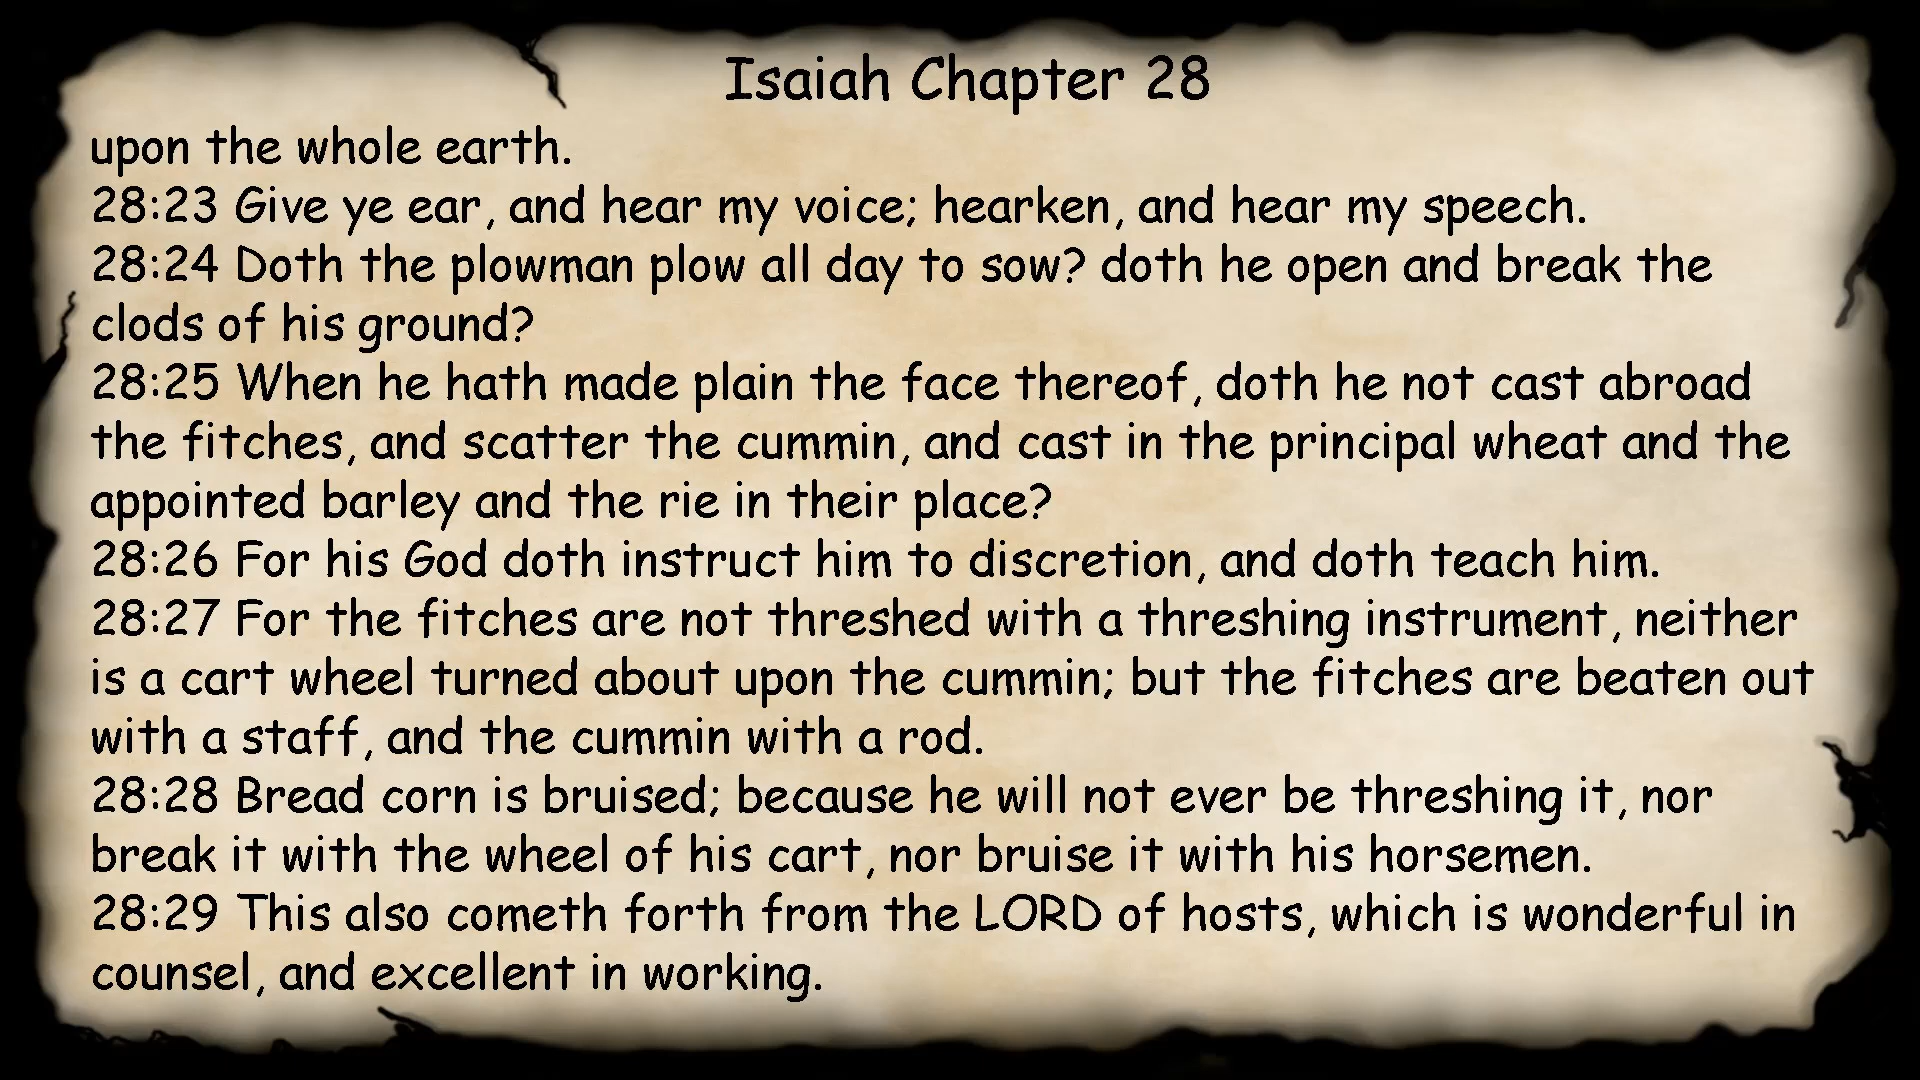 Isaiah Chapter 28
upon the whole earth.
28:23 Give ye ear, and hear my voice; hearken, and hear my speech.
28:24 Doth the plowman plow all day to sow? doth he open and break the
clods of his ground?
28:25 When he hath made plain the face thereof, doth he not cast abroad
the fitches, and scatter the cummin, and cast in the principal wheat and the
appointed barley and the rie in their place?
28:26 For his God doth instruct him to discretion, and doth teach him.
28:27 For the fitches are not threshed with a threshing instrument, neither
is a cart wheel turned about upon the cummin; but the fitches are beaten out
with a staff, and the cummin with a rod.
28:28 Bread corn is bruised; because he will not ever be threshing it, nor
break it with the wheel of his cart, nor bruise it with his horsemen.
28:29 This also cometh forth from the LORD of hosts, which is wonderful in
counsel, and excellent in working.